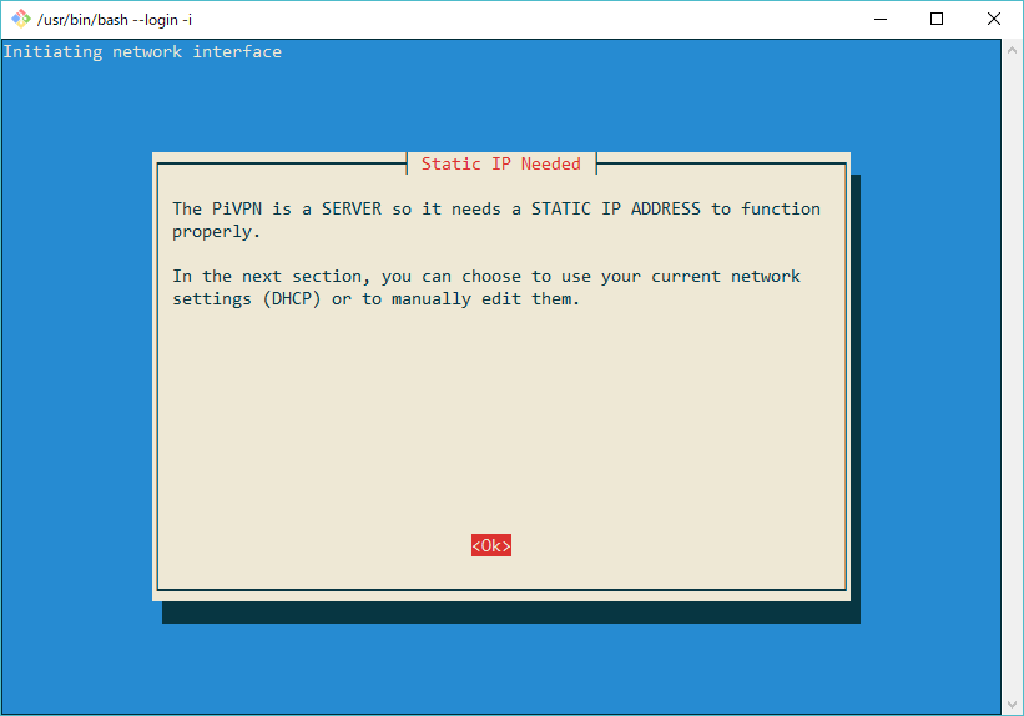 /usr/bin/bash --login -i
Initiating network interface
Static IP Needed
The PiVPN is a SERVER so it needs a STATIC IP ADDRESS to function
properly.
In the next section, you can choose to use your current network
settings (DHCP) or to manually edit them.
<Ok>